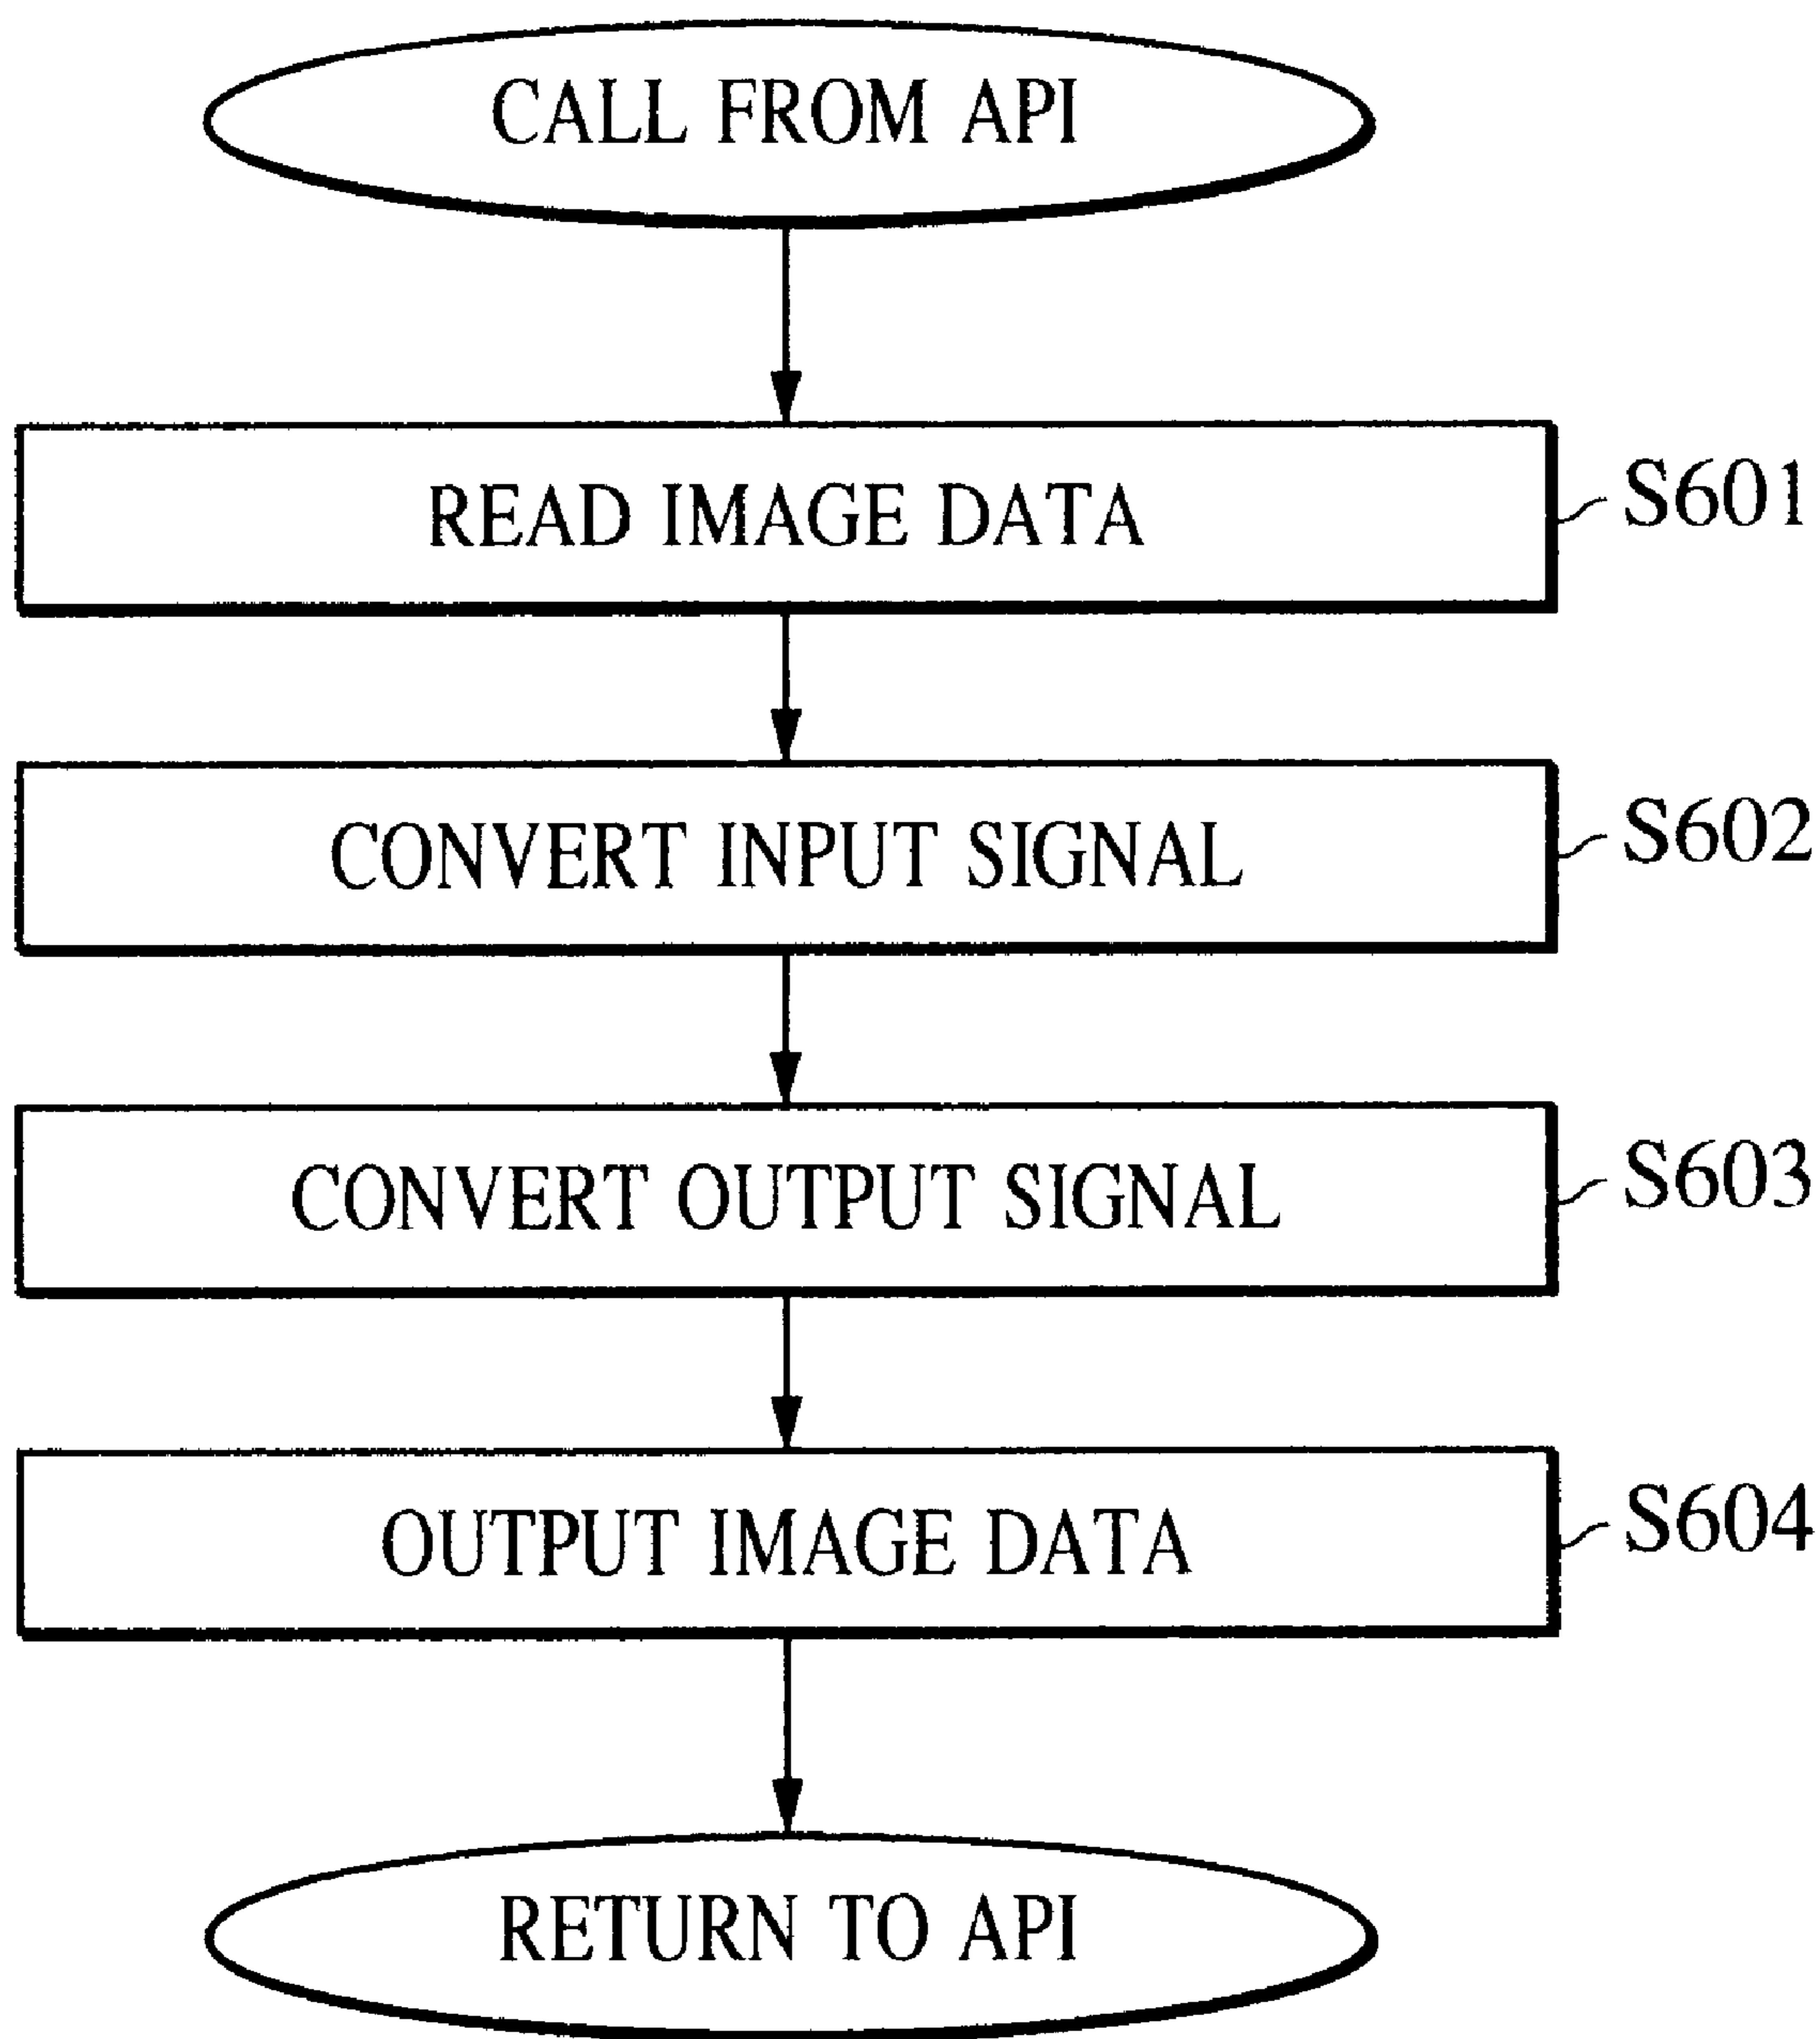 CALL FROM API
READ IMAGE DATA S601
CONVERT INPUT SIGNAL S602
CONVERT OUTPUT SIGNAL S603
OUTPUT IMAGE DATA S604
RETURN TO API